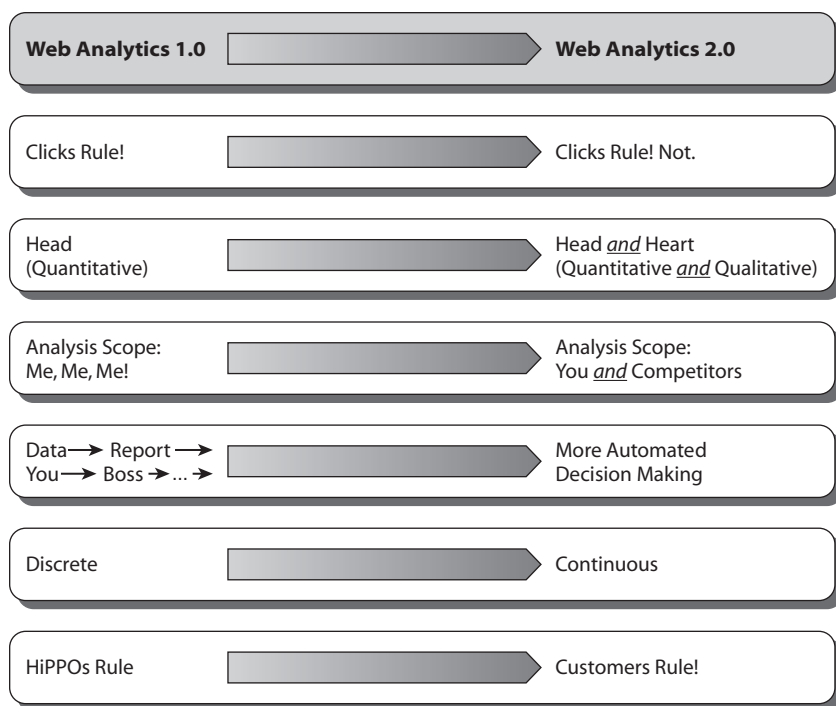 Web Analytics 1.0
Web Analytics 2.0
Clicks Rule!
Clicks Rule! Not.
Head
(Quantitative)
Head and Heart
(Quantitative and Qualitative)
Analysis Scope:
Me, Me, Me!
Analysis Scope:
You and Competitors
Data → Report →
You → Boss → ... →
More Automated
Decision Making
Discrete
Continuous
HiPPOs Rule
Customers Rule!